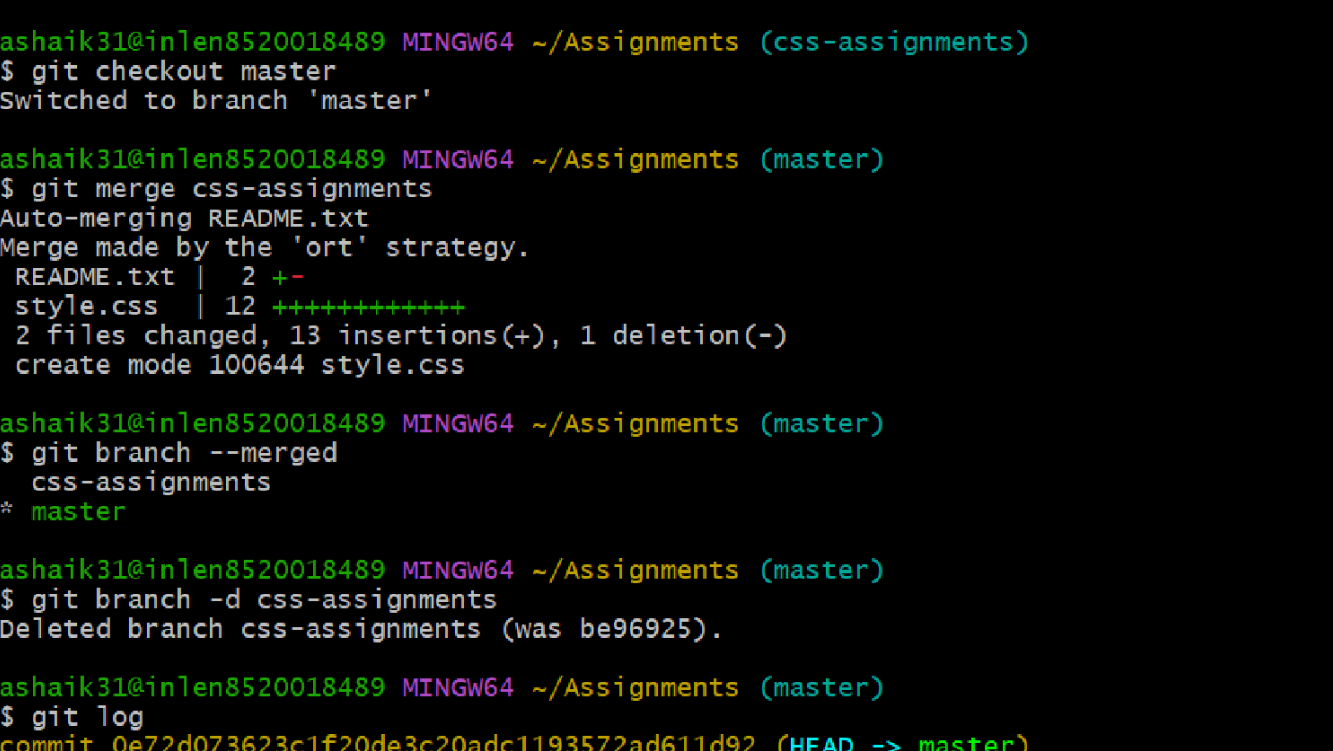 ashaik31@inlen8520018489 MINGW64 ~/Assignments (css-assignments)
$ git checkout master
Switched to branch 'master'
ashaik31@inlen8520018489 MINGW64 ~/Assignments (master)
$ git merge css-assignments
Auto-merging README.txt
Merge made by the 'ort' strategy.
 README.txt |  2 +-
 style.css  | 12 ++++++++++++
 2 files changed, 13 insertions(+), 1 deletion(-)
 create mode 100644 style.css
ashaik31@inlen8520018489 MINGW64 ~/Assignments (master)
$ git branch --merged
  css-assignments
* master
ashaik31@inlen8520018489 MINGW64 ~/Assignments (master)
$ git branch -d css-assignments
Deleted branch css-assignments (was be96925).
ashaik31@inlen8520018489 MINGW64 ~/Assignments (master)
$ git log
commit 0e72d073623c1f20de3c20adc1193572ad611d92 (HEAD -> master)